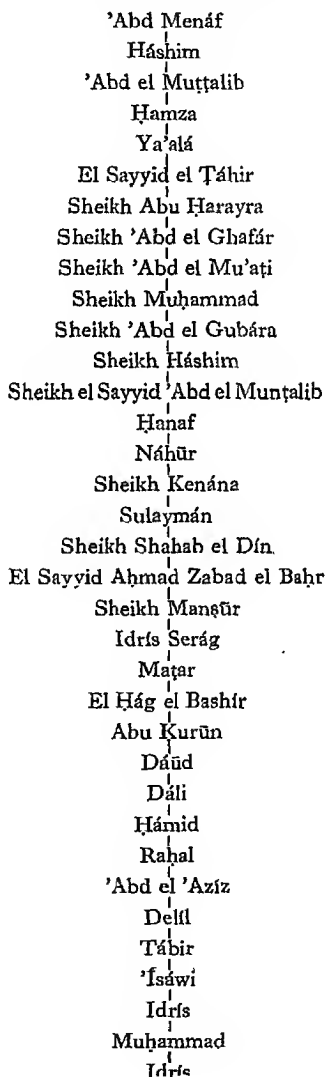 ’Abd Menáf
Háshim
’Abd el Muṭṭalib
Ḥamza
Ya’alá
El Sayyid el Ṭáhir
Sheikh Abu Ḥarayra
Sheikh ’Abd el Ghafár
Sheikh ’Abd el Mu’aṭi
Sheikh Muḥammad
Sheikh ’Abd el Gubára
Sheikh Háshim
Sheikh el Sayyid ’Abd el Munṭalib
Ḥanaf
Náhūr
Sheikh Kenána
Sulaymán
Sheikh Shahab el Dín
El Sayyid Aḥmad Zabad el Baḥr
Sheikh Manṣūr
Idrís Serág
Maṭar
El Ḥág el Bashír
Abu Ḳurūn
Dáūd
Dáli
Ḥámid
Raḥal
’Abd el ’Azíz
Delíl
Tábir
’Ísáwi
Idrís
Muḥammad
Idrís